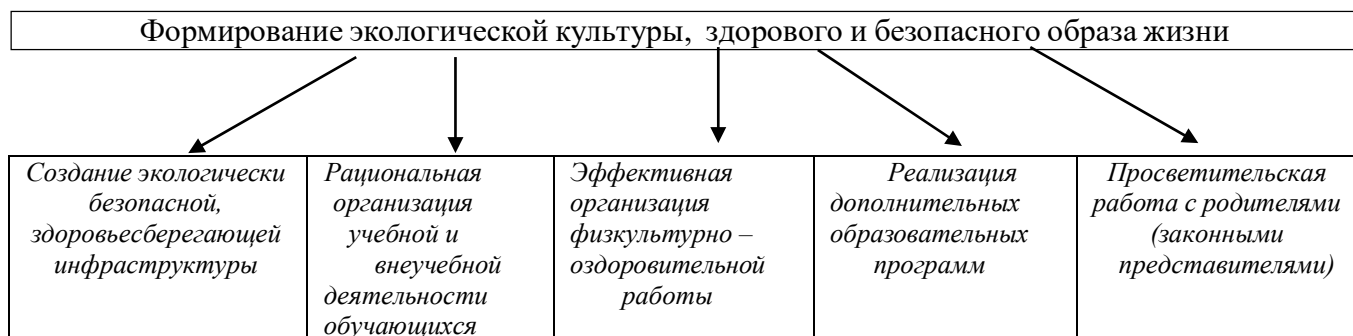 Формирование экологической культуры, здорового и безопасного образа жизни
Создание экологически
безопасной,
здоровьесберегающей
инфраструктуры
Рациональная
организация
учебной и
внеучебной
деятельности
обучающихся
Эффективная
организация
физкультурно –
оздоровительной
работы
Реализация
дополнительных
образовательных
программ
Просветительская
работа с родителями
(законными
представителями)